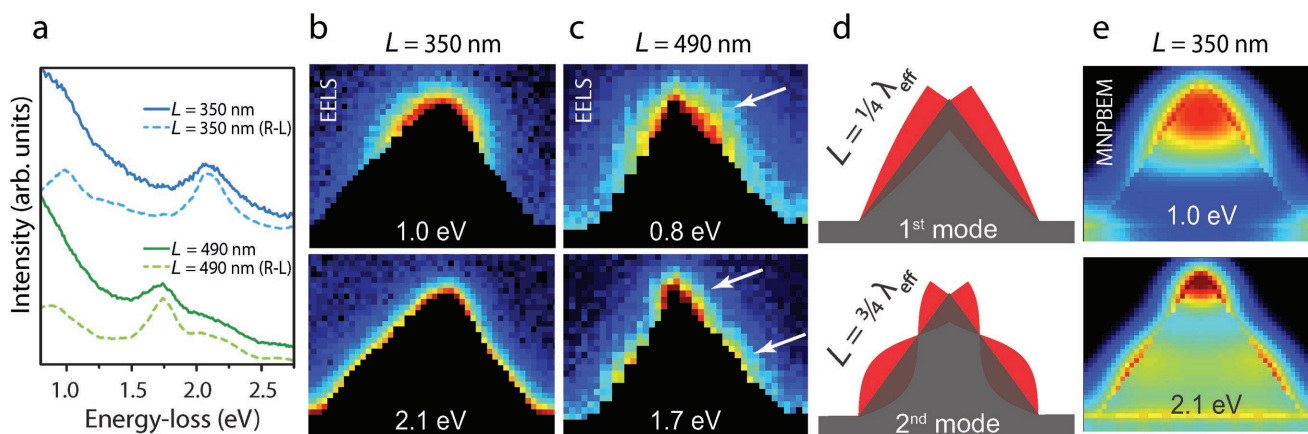 a
Intensity (arb. units)
L = 350 nm
L = 350 nm (R-L)
L = 490 nm
L = 490 nm (R-L)
1.0 1.5 2.0 2.5
Energy-loss (eV)
b
L = 350 nm
EELS
1.0 eV
2.1 eV
c
L = 490 nm
EELS
0.8 eV
1.7 eV
d
L = ¼ λeff
1st mode
L = ¾ λeff
2nd mode
e
L = 350 nm
MNPBEM
1.0 eV
2.1 eV